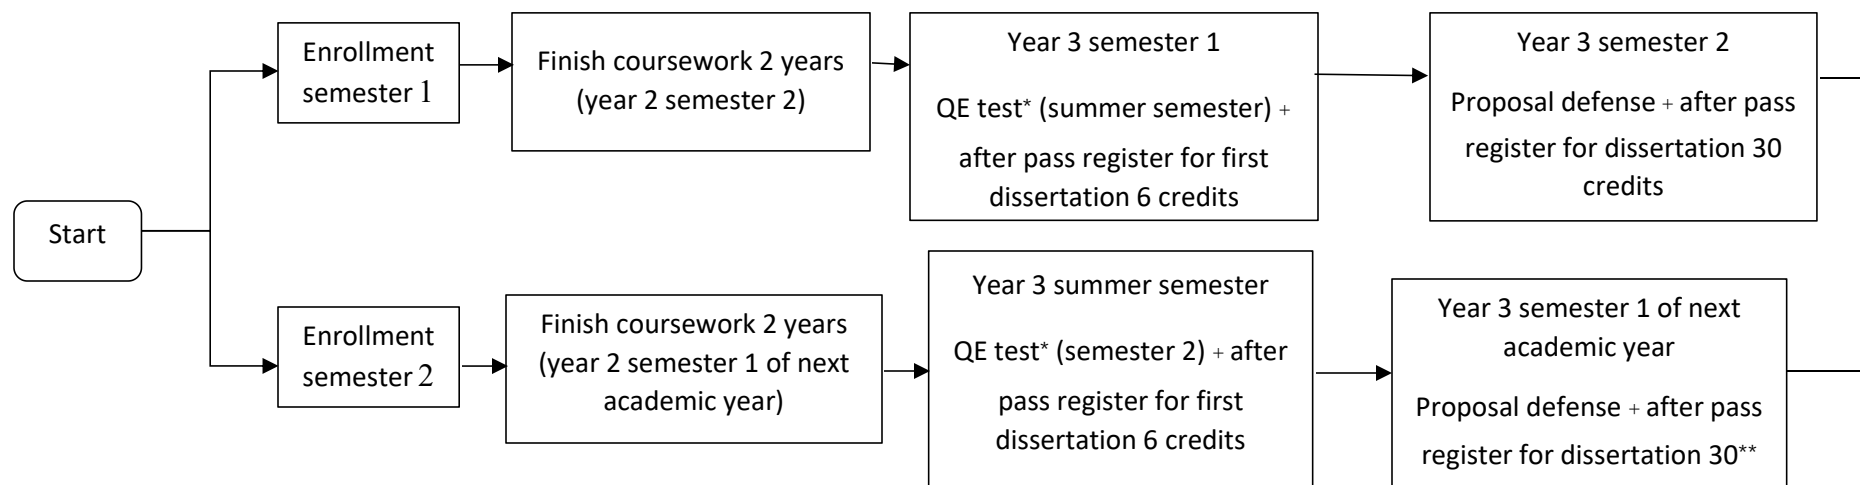 Start
Enrollment
semester 1
Finish coursework 2 years
(year 2 semester 2)
Year 3 semester 1
QE test* (summer semester) +
after pass register for first
dissertation 6 credits
Year 3 semester 2
Proposal defense + after pass
register for dissertation 30
credits
Enrollment
semester 2
Finish coursework 2 years
(year 2 semester 1 of next
academic year)
Year 3 summer semester
QE test* (semester 2) + after
pass register for first
dissertation 6 credits
Year 3 semester 1 of next
academic year
Proposal defense + after pass
register for dissertation 30**